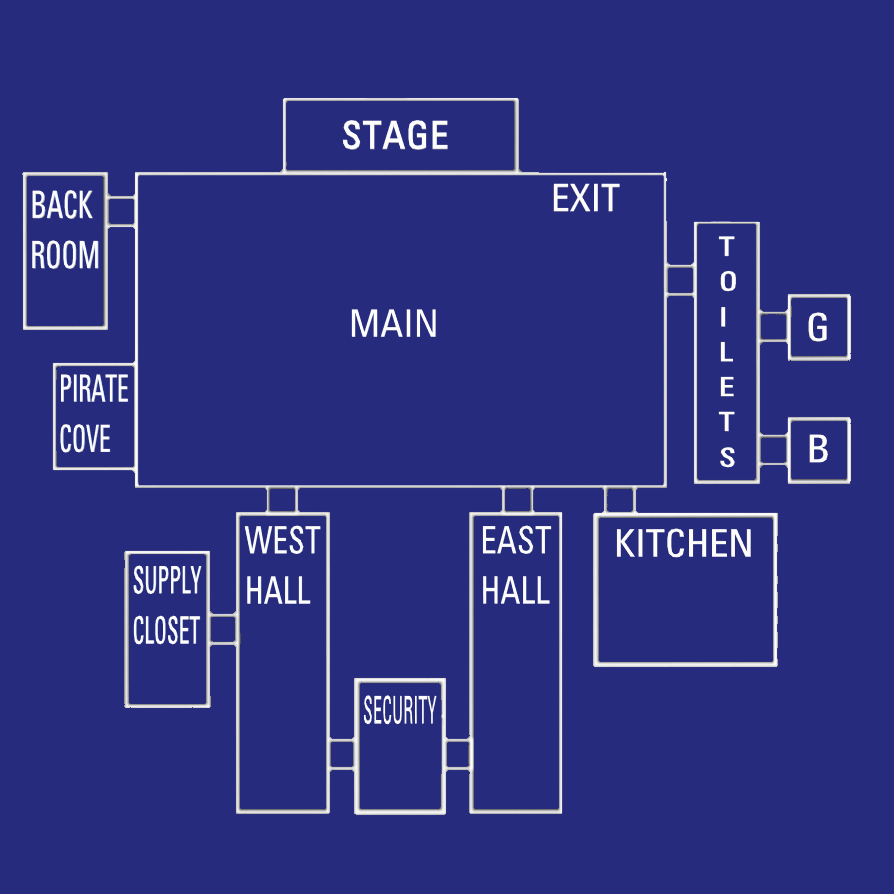 STAGE
EXIT
BACK
ROOM
MAIN
TOILETS
G
B
PIRATE
COVE
WEST
HALL
EAST
HALL
KITCHEN
SUPPLY
CLOSET
SECURITY